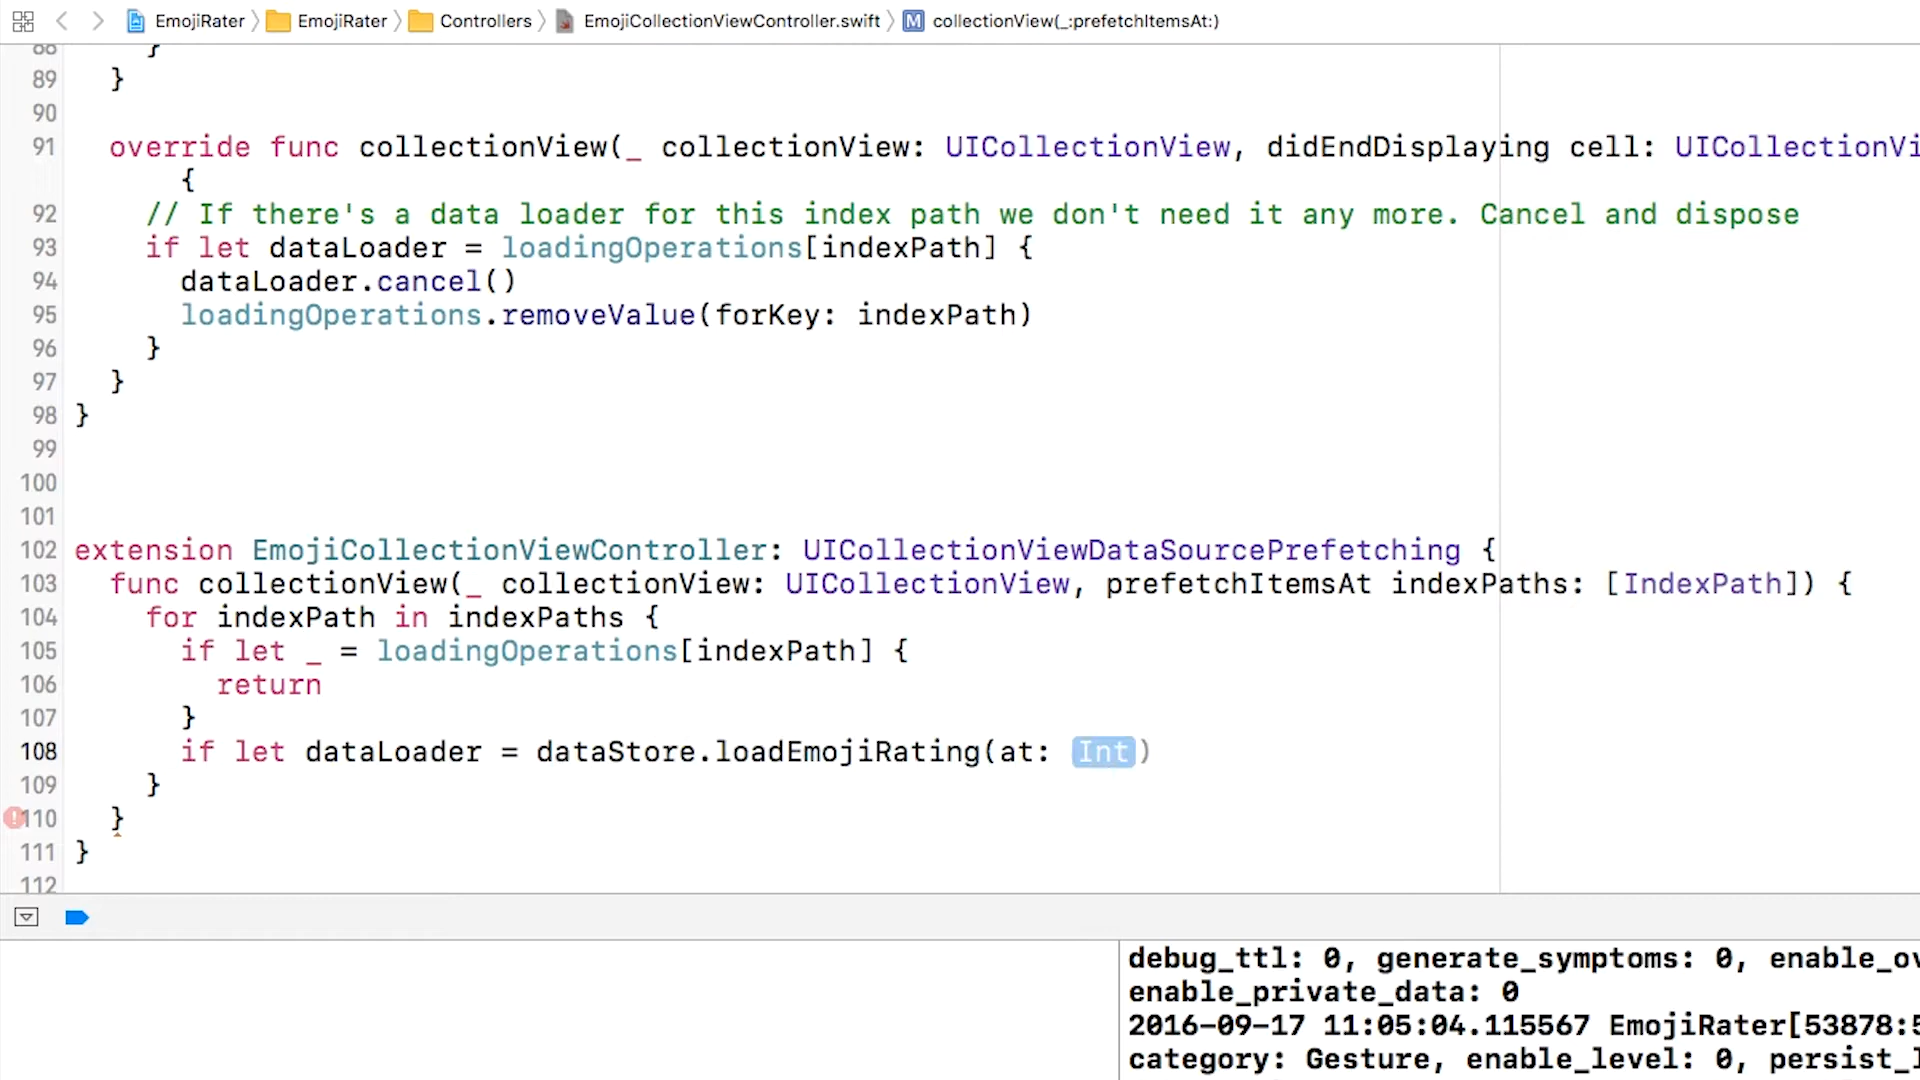 EmojiRater EmojiRater Controllers EmojiCollectionViewController.swift M collectionView(_:prefetchItemsAt:)
88 }
89 }
90
91 override func collectionView(_ collectionView: UICollectionView, didEndDisplaying cell: UICollectionVi
{
92 // If there's a data loader for this index path we don't need it any more. Cancel and dispose
93 if let dataLoader = loadingOperations[indexPath] {
94 dataLoader.cancel()
95 loadingOperations.removeValue(forKey: indexPath)
96 }
97 }
98 }
99
100
101
102 extension EmojiCollectionViewController: UICollectionViewDataSourcePrefetching {
103 func collectionView(_ collectionView: UICollectionView, prefetchItemsAt indexPaths: [IndexPath]) {
104 for indexPath in indexPaths {
105 if let _ = loadingOperations[indexPath] {
106 return
107 }
108 if let dataLoader = dataStore.loadEmojiRating(at: Int)
109 }
110 }
111 }
112
debug_ttl: 0, generate_symptoms: 0, enable_ov
enable_private_data: 0
2016-09-17 11:05:04.115567 EmojiRater[53878:5
category: Gesture, enable_level: 0, persist_l